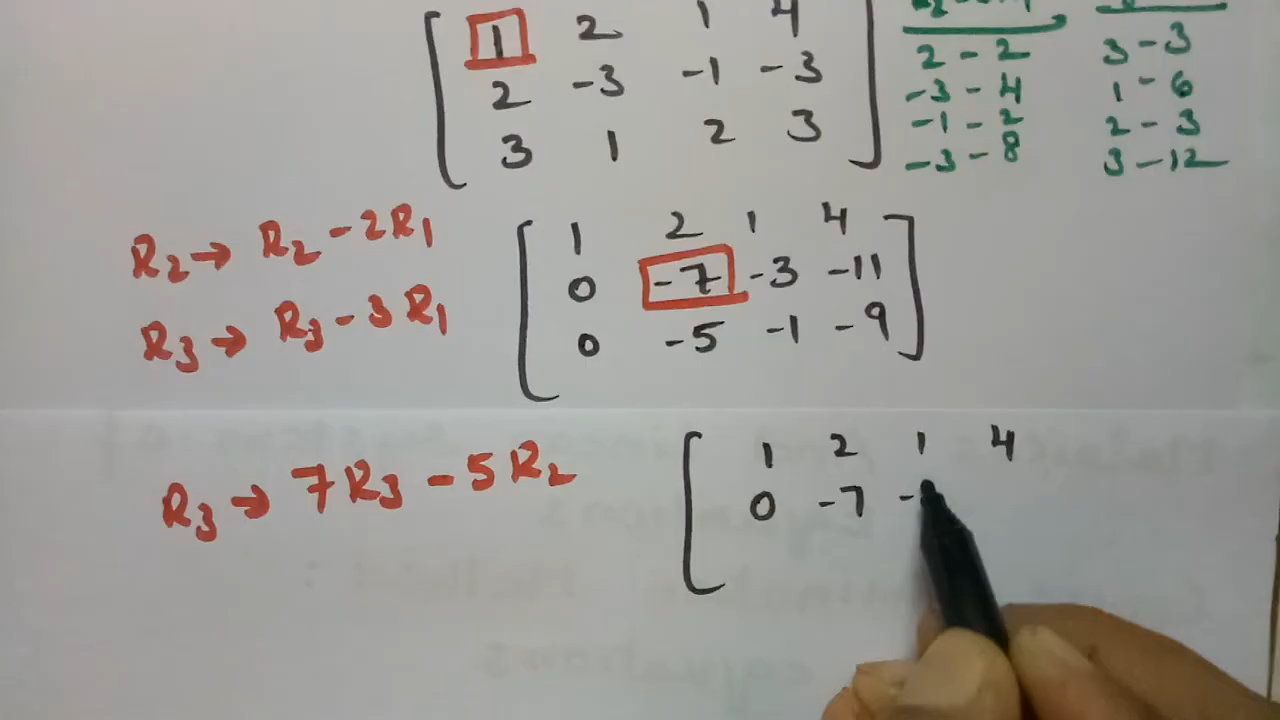 1 2 1 4
2 -3 -1 -3
3 1 2 3
2 - 2
-3 - 4
-1 - 2
-3 - 8
3 - 3
1 - 6
2 - 3
3 - 12
R2 → R2 - 2R1
R3 → R3 - 3R1
1 2 1 4
0 -7 -3 -11
0 -5 -1 -9
R3 → 7R3 - 5R2
1 2 1 4
0 -7 -